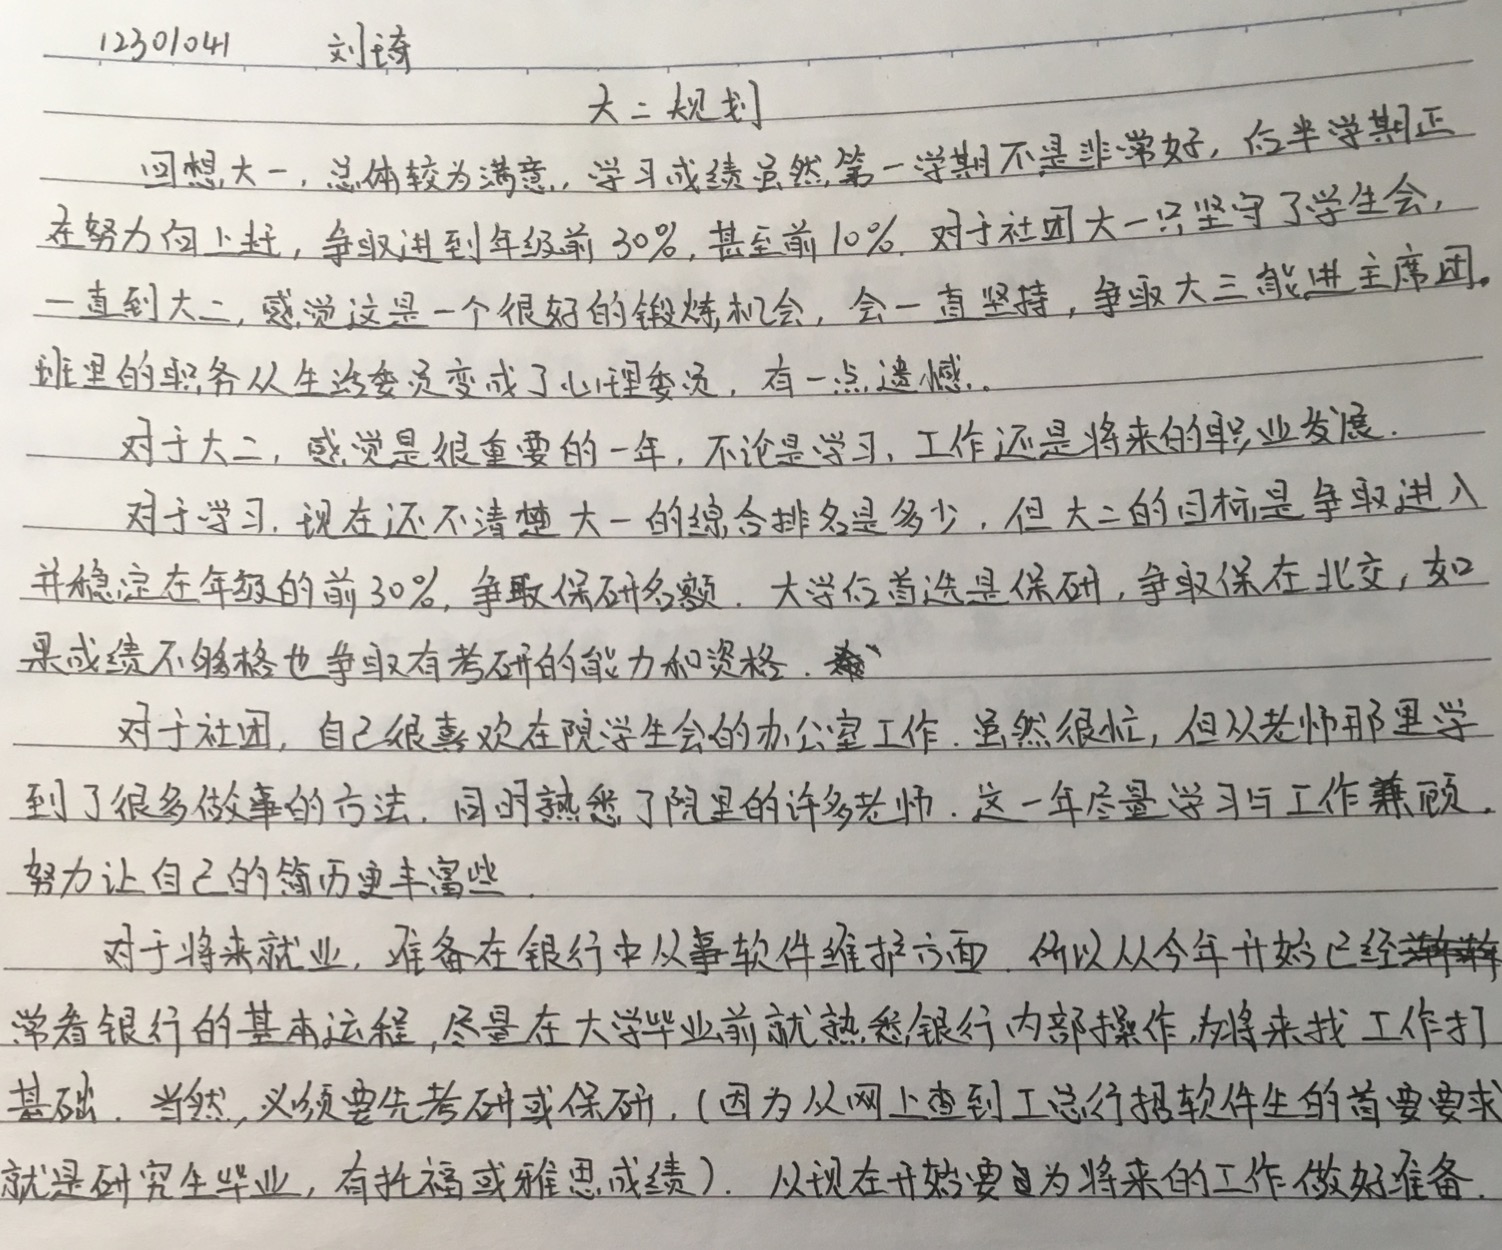 12301041 刘琦
大二规划
回想大一，总体较为满意，学习成绩虽然第一学期不是非常好，后半学期正
在努力向上赶，争取进到年级前30%，甚至前10%。对于社团大一只坚守了学生会，
一直到大二，感觉这是一个很好的锻炼机会，会一直坚持，争取大三能进主席团。
班里的职务从生活委员变成了心理委员，有一点遗憾。
对于大二，感觉是很重要的一年，不论是学习、工作还是将来的职业发展.
对于学习，现在还不清楚大一的综合排名是多少，但大二的目标是争取进入
并稳定在年级的前30%，争取保研名额. 大学后首选是保研，争取保在北交，如
果成绩不够格也争取有考研的能力和资格.
对于社团，自己很喜欢在院学生会的办公室工作. 虽然很忙，但从老师那里学
到了很多做事的方法. 同时熟悉了院里的许多老师. 这一年尽量学习与工作兼顾.
努力让自己的简历更丰富些.
对于将来就业，准备在银行中从事软件维护方面. 所以从今年开始已经
常看银行的基本运程，尽量在大学毕业前就熟悉银行内部操作，为将来找工作打
基础. 当然，必须要先考研或保研，(因为从网上查到工总行招软件生的首要要求
就是研究生毕业，有托福或雅思成绩). 从现在开始要为将来的工作做好准备.